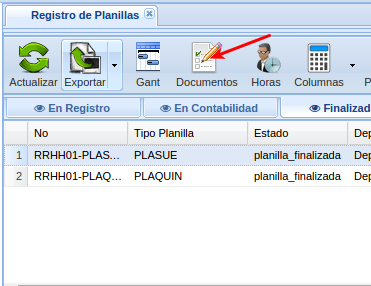 Registro de Planillas
Actualizar Exportar Gant Documentos Horas Columnas P
En Registro En Contabilidad Finalizad
No Tipo Planilla Estado Dep
1 RRHH01-PLAS... PLASUE planilla_finalizada Dep
2 RRHH01-PLAQ... PLAQUIN planilla_finalizada Dep